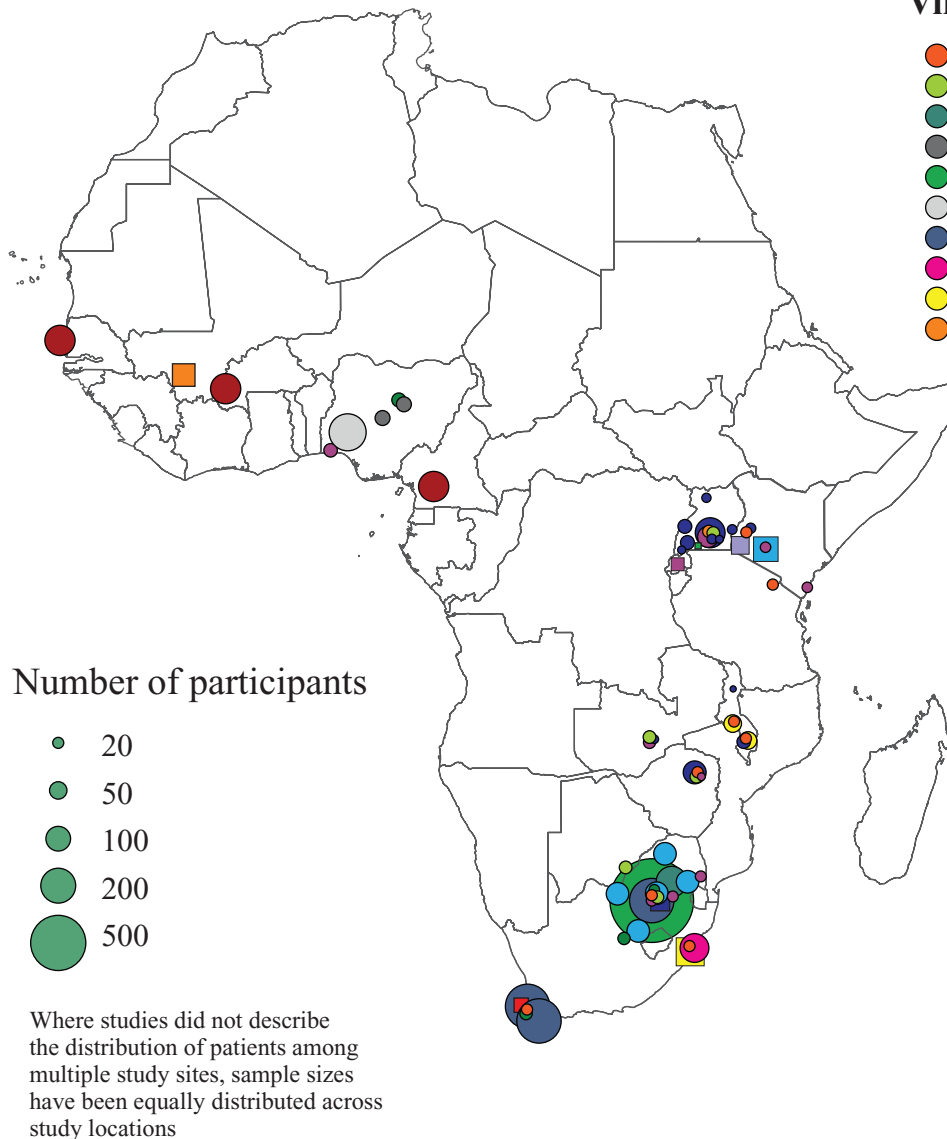 Number of participants
20
50
100
200
500
Where studies did not describe
the distribution of patients among
multiple study sites, sample sizes
have been equally distributed across
study locations